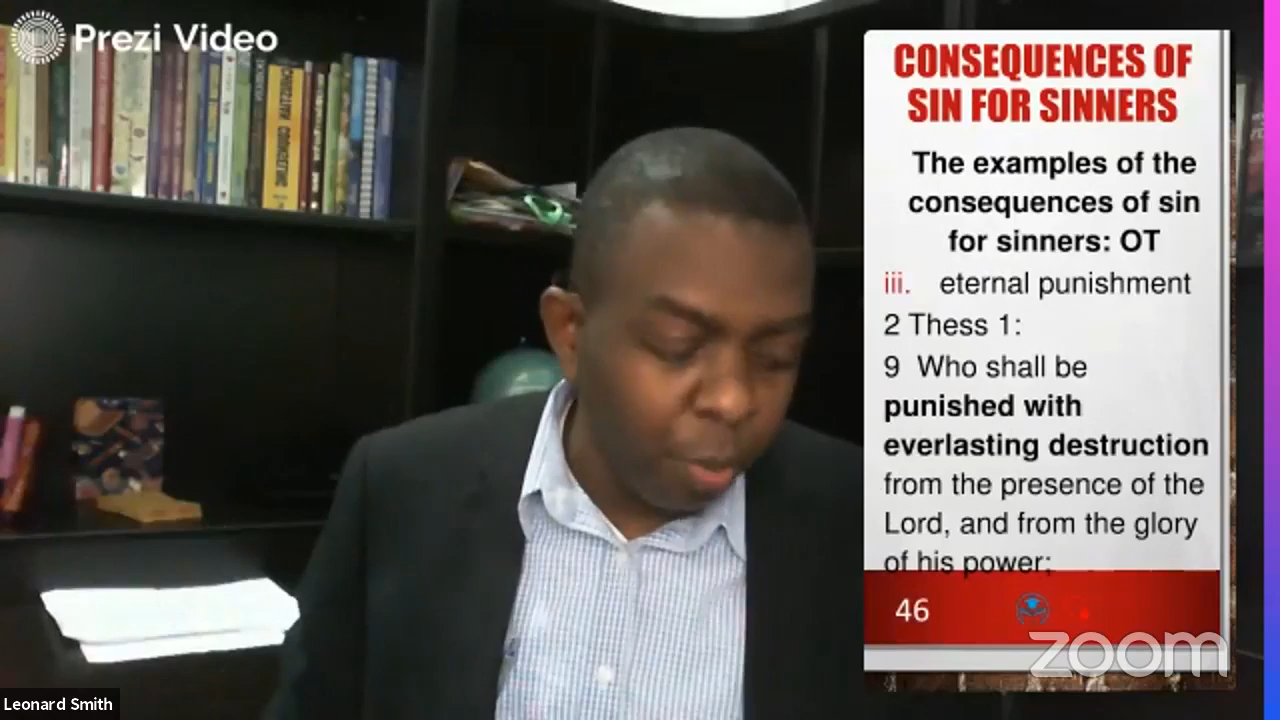 Prezi Video
CONSEQUENCES OF
SIN FOR SINNERS
The examples of the
consequences of sin
for sinners: OT
iii. eternal punishment
2 Thess 1:
9 Who shall be
punished with
everlasting destruction
from the presence of the
Lord, and from the glory
of his power;
46
zoom
Leonard Smith